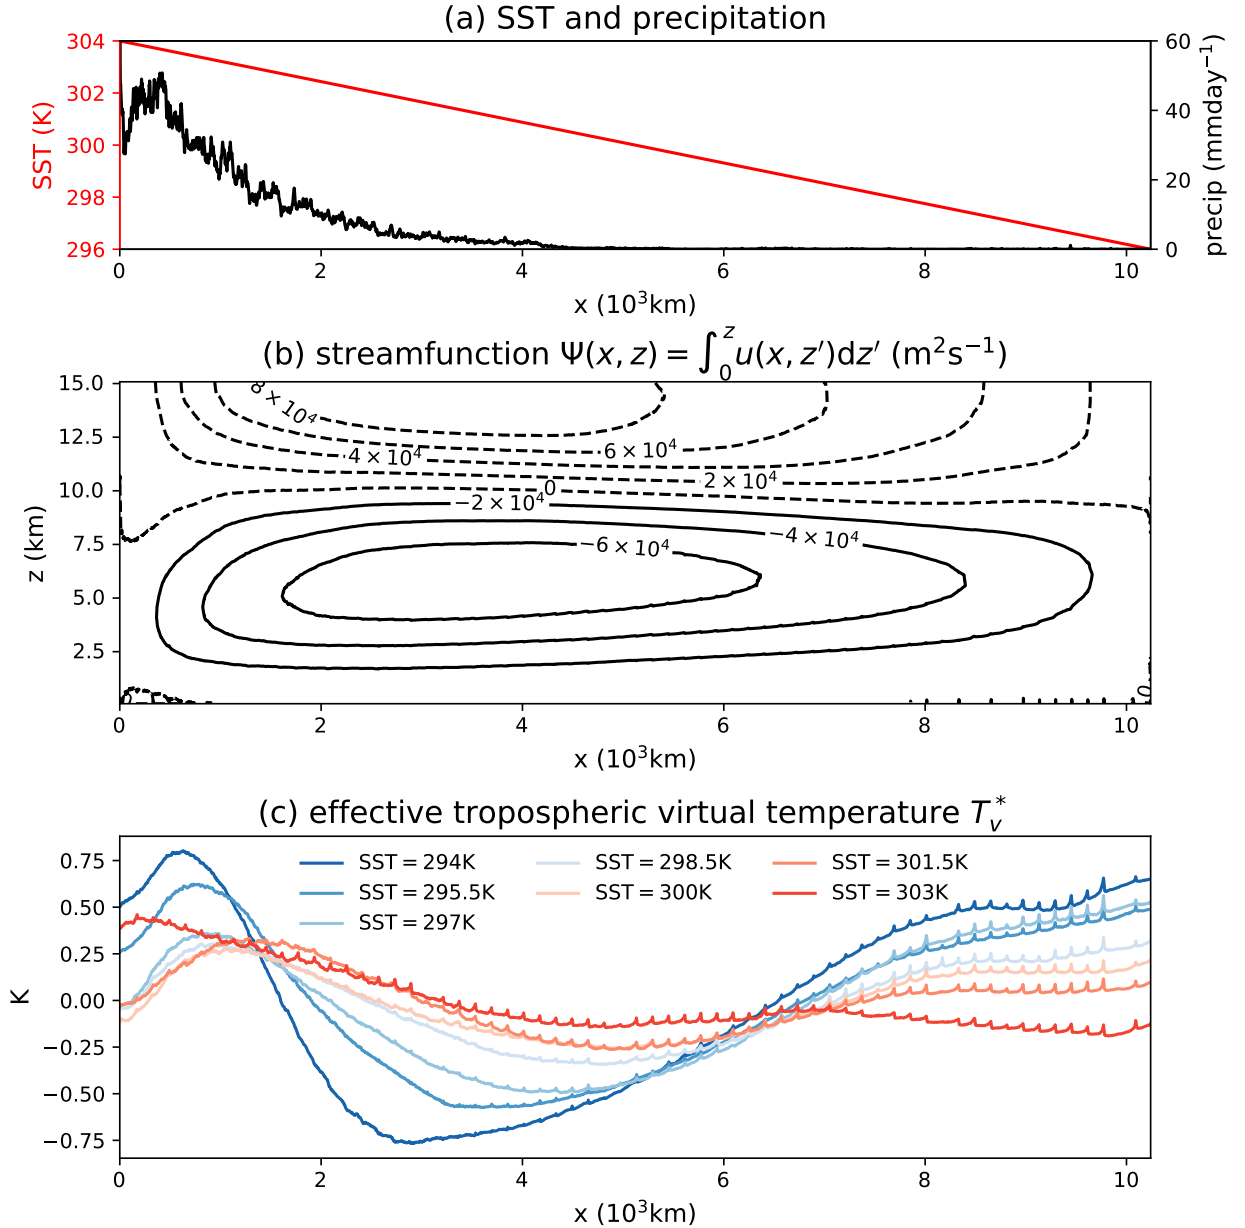 (a) SST and precipitation
304
302
300
298
296
SST (K)
60
40
20
0
precip (mmday⁻¹)
0 2 4 6 8 10
x (10³km)
(b) streamfunction Ψ(x, z) = ∫₀ᶻ u(x, z′)dz′ (m²s⁻¹)
15.0
12.5
10.0
7.5
5.0
2.5
z (km)
8 × 10⁴
6 × 10⁴
4 × 10⁴
2 × 10⁴
0
−2 × 10⁴
−4 × 10⁴
−6 × 10⁴
0
0
0 2 4 6 8 10
x (10³km)
(c) effective tropospheric virtual temperature Tᵥ*
0.75
0.50
0.25
0.00
−0.25
−0.50
−0.75
K
SST = 294K
SST = 295.5K
SST = 297K
SST = 298.5K
SST = 300K
SST = 301.5K
SST = 303K
0 2 4 6 8 10
x (10³km)